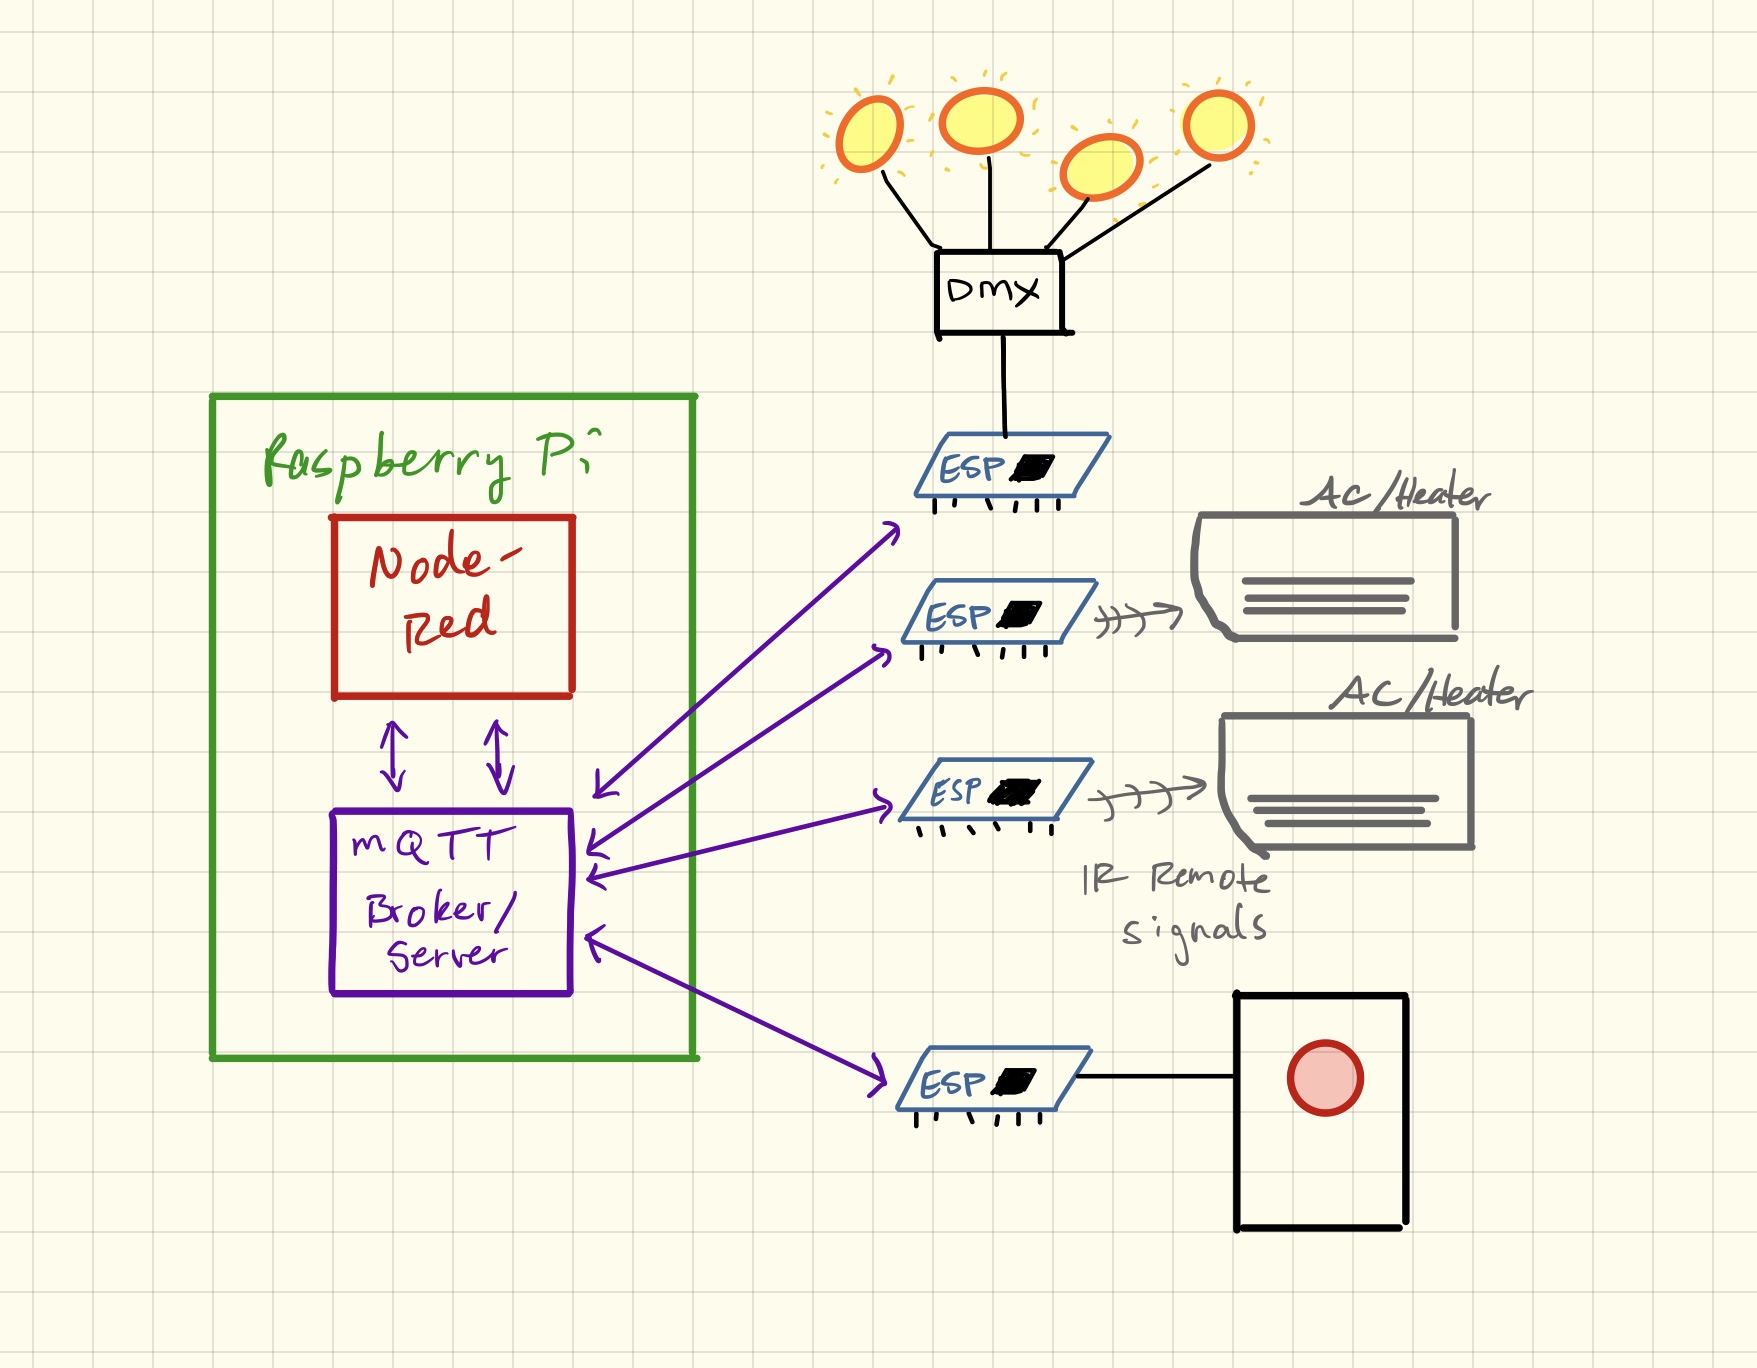 DMX
Raspberry Pi
ESP
AC/Heater
Node-
Red
ESP
AC/Heater
ESP
mQTT
Broker/
Server
IR Remote
signals
ESP